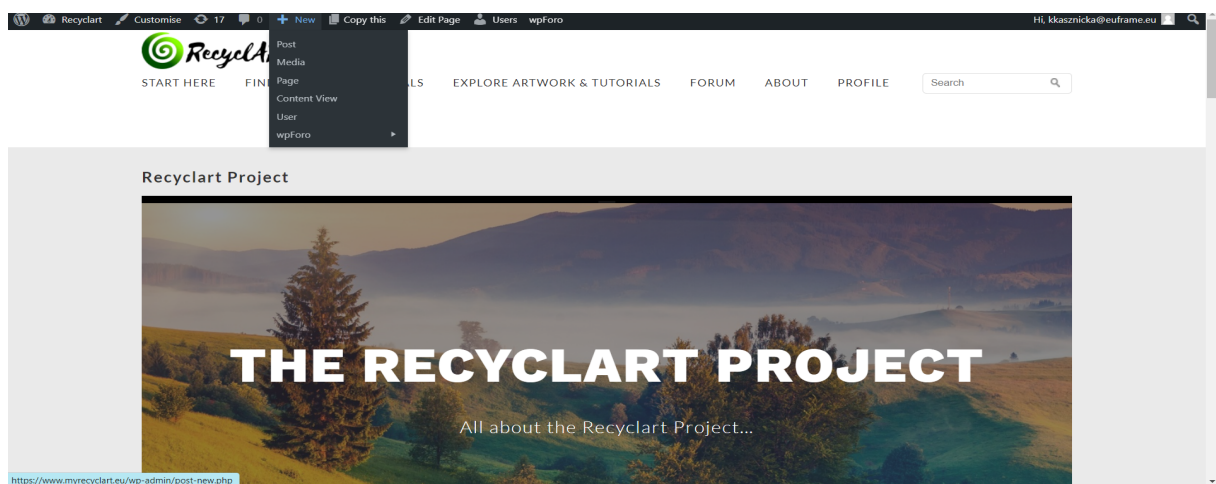 Recyclart Customise 17 0 New Copy this Edit Page Users wpForo Hi, kkasznicka@euframe.eu
Post
Media
Page
Content View
User
wpForo
START HERE EXPLORE ARTWORK & TUTORIALS FORUM ABOUT PROFILE Search
Recyclart Project
THE RECYCLART PROJECT
All about the Recyclart Project...
https://www.myrecyclart.eu/wp-admin/post-new.php